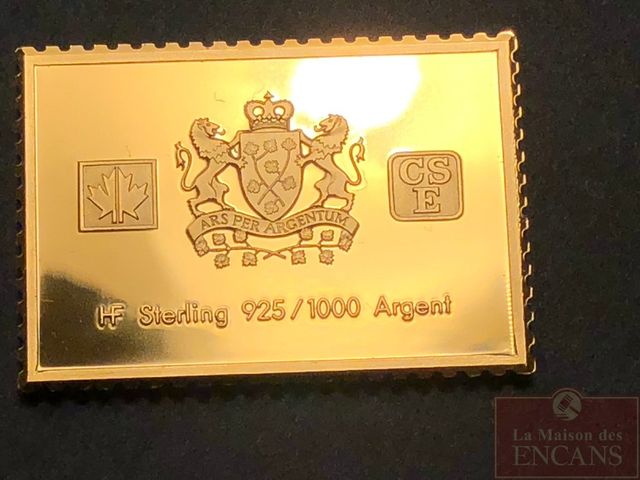 CS
E
ARS PER ARGENTUM
HF Sterling 925/1000 Argent
La Maison des
ENCANS